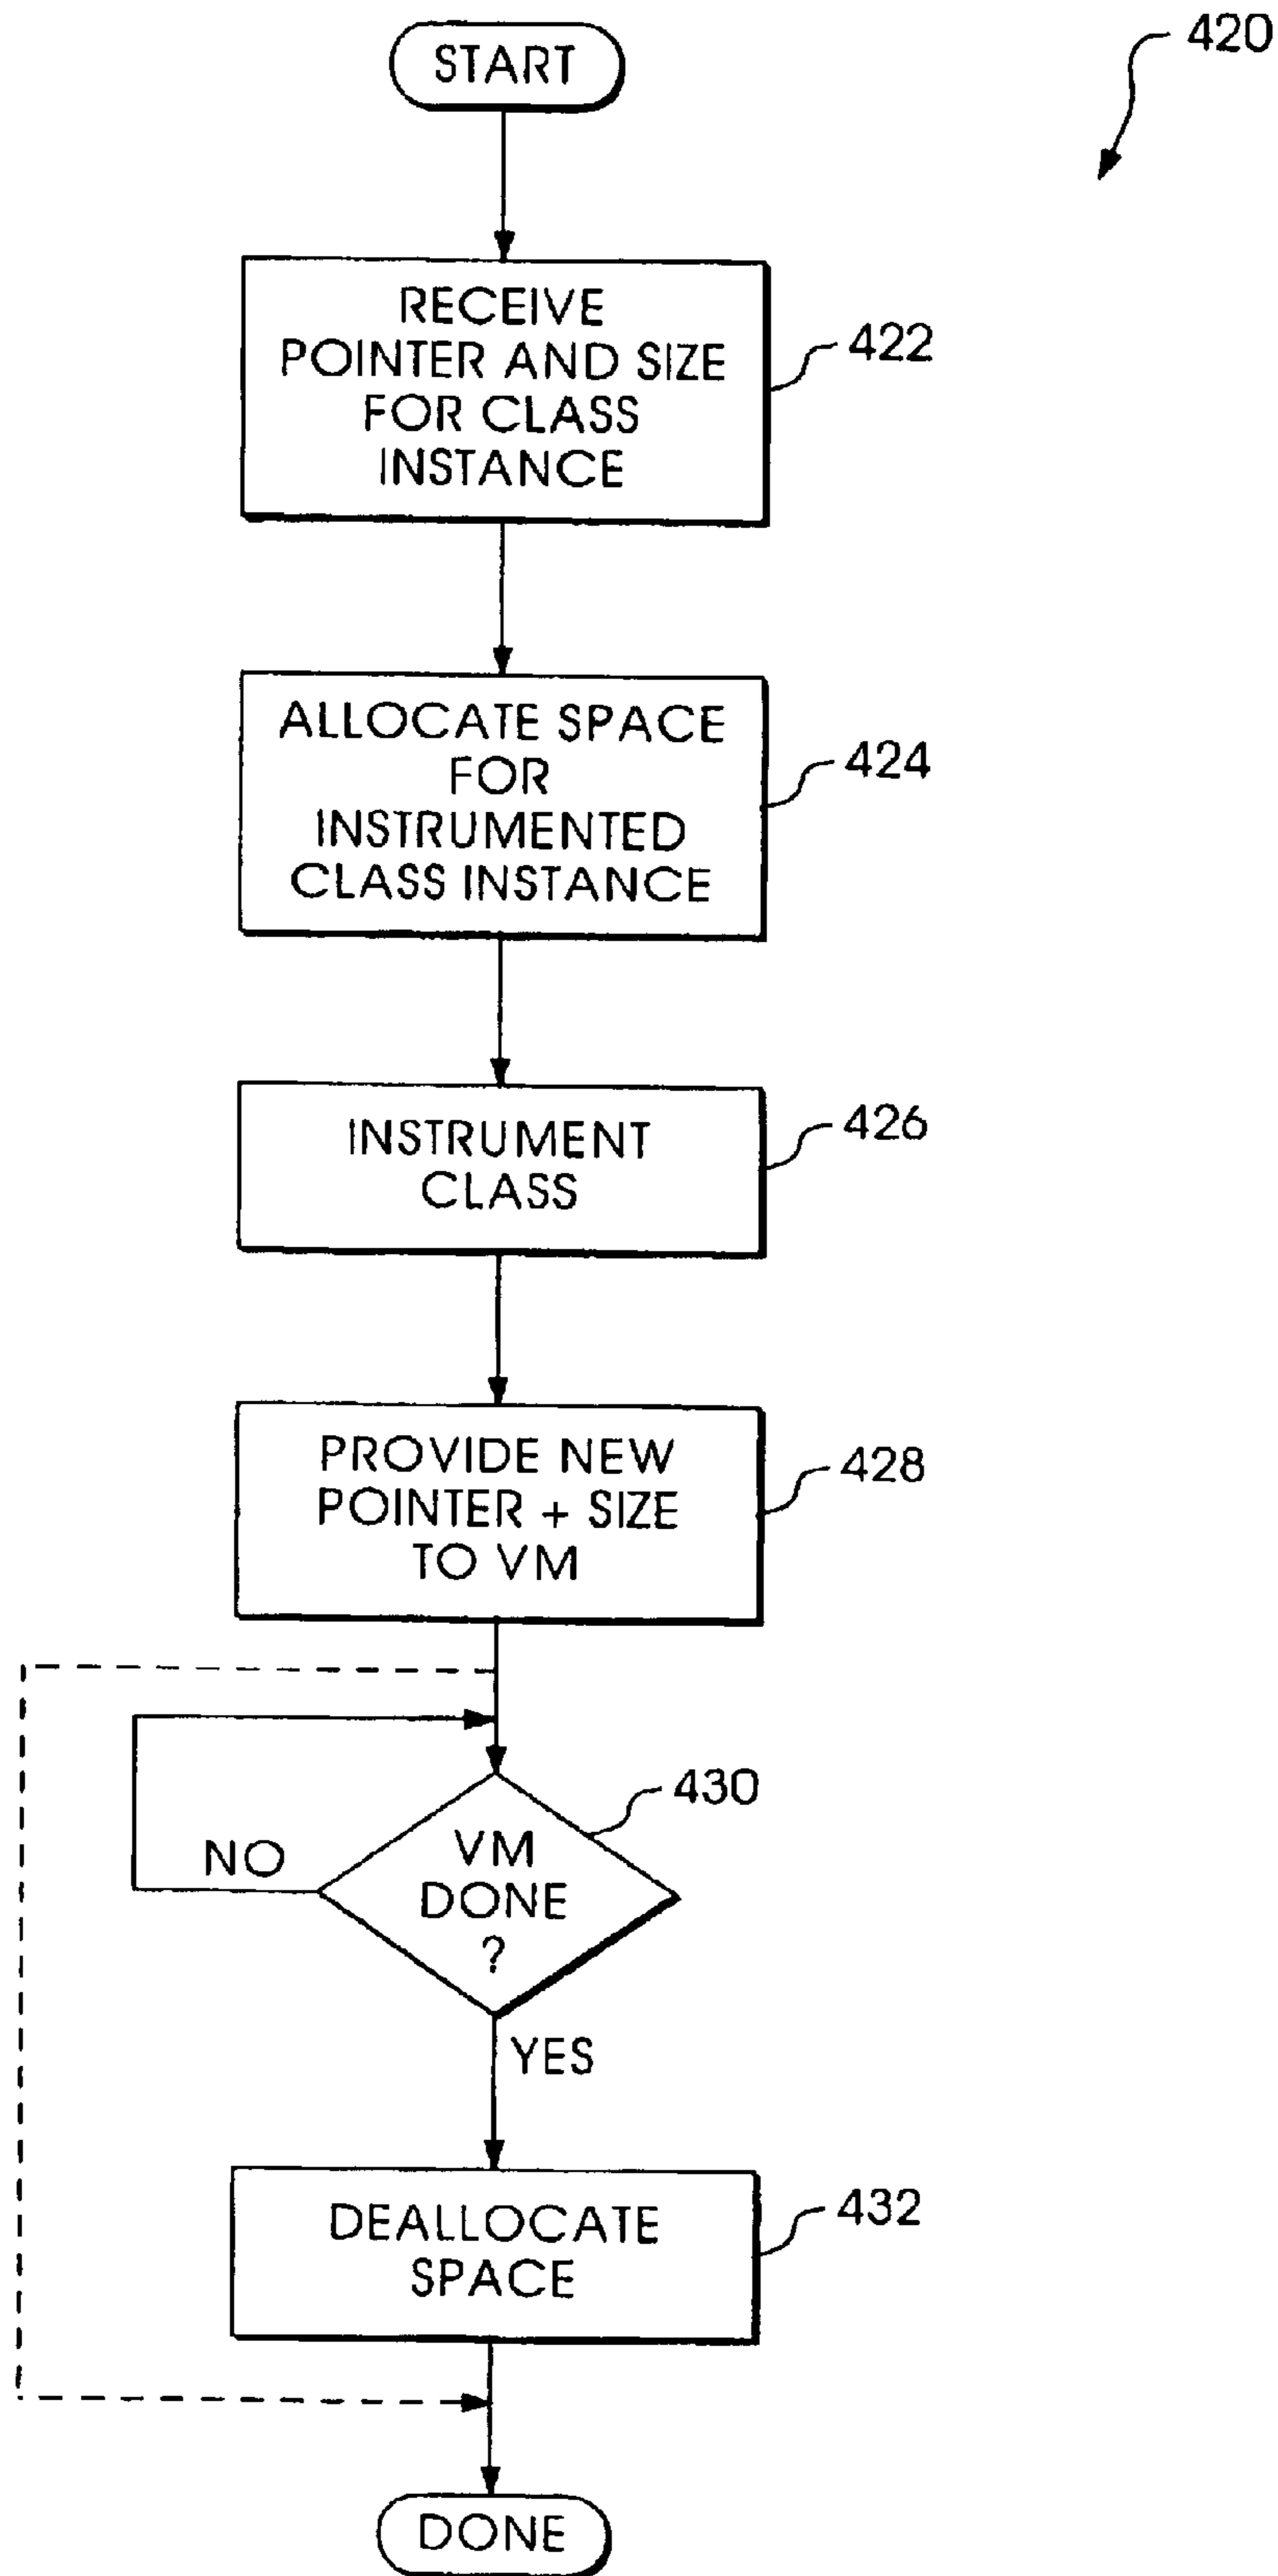 420
START
RECEIVE
POINTER AND SIZE
FOR CLASS
INSTANCE
422
ALLOCATE SPACE
FOR
INSTRUMENTED
CLASS INSTANCE
424
INSTRUMENT
CLASS
426
PROVIDE NEW
POINTER + SIZE
TO VM
428
VM
DONE
?
430
NO
YES
DEALLOCATE
SPACE
432
DONE